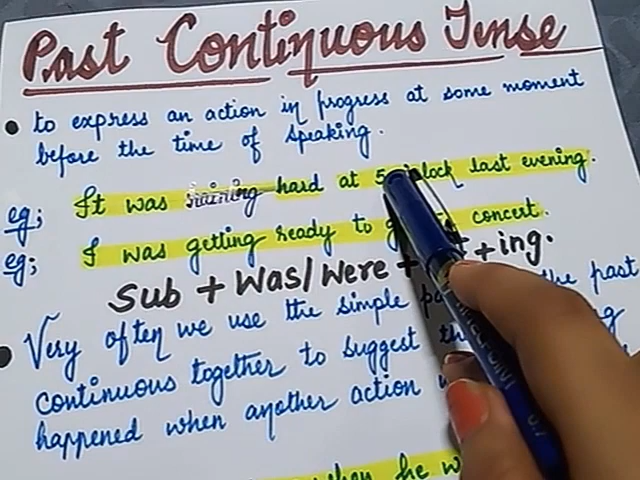 Past Continuous Tense
• to express an action in progress at some moment
before the time of speaking.
eg; It was raining hard at 5 o'clock last evening.
eg; I was getting ready to concert.
Sub + Was/Were + + ing.
• Very often we use the simple the past
continuous together to suggest
happened when another action
he